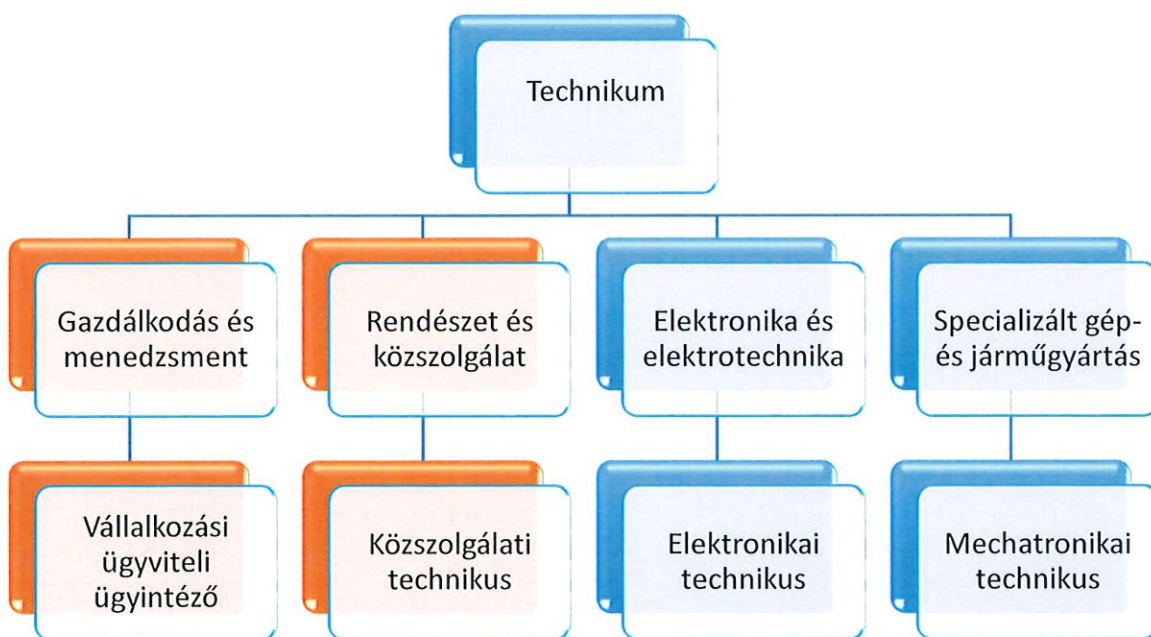 Technikum
Gazdálkodás és
menedzsment
Rendészet és
közszolgálat
Elektronika és
elektrotechnika
Specializált gép-
és járműgyártás
Vállalkozási
ügyviteli
ügyintéző
Közszolgálati
technikus
Elektronikai
technikus
Mechatronikai
technikus